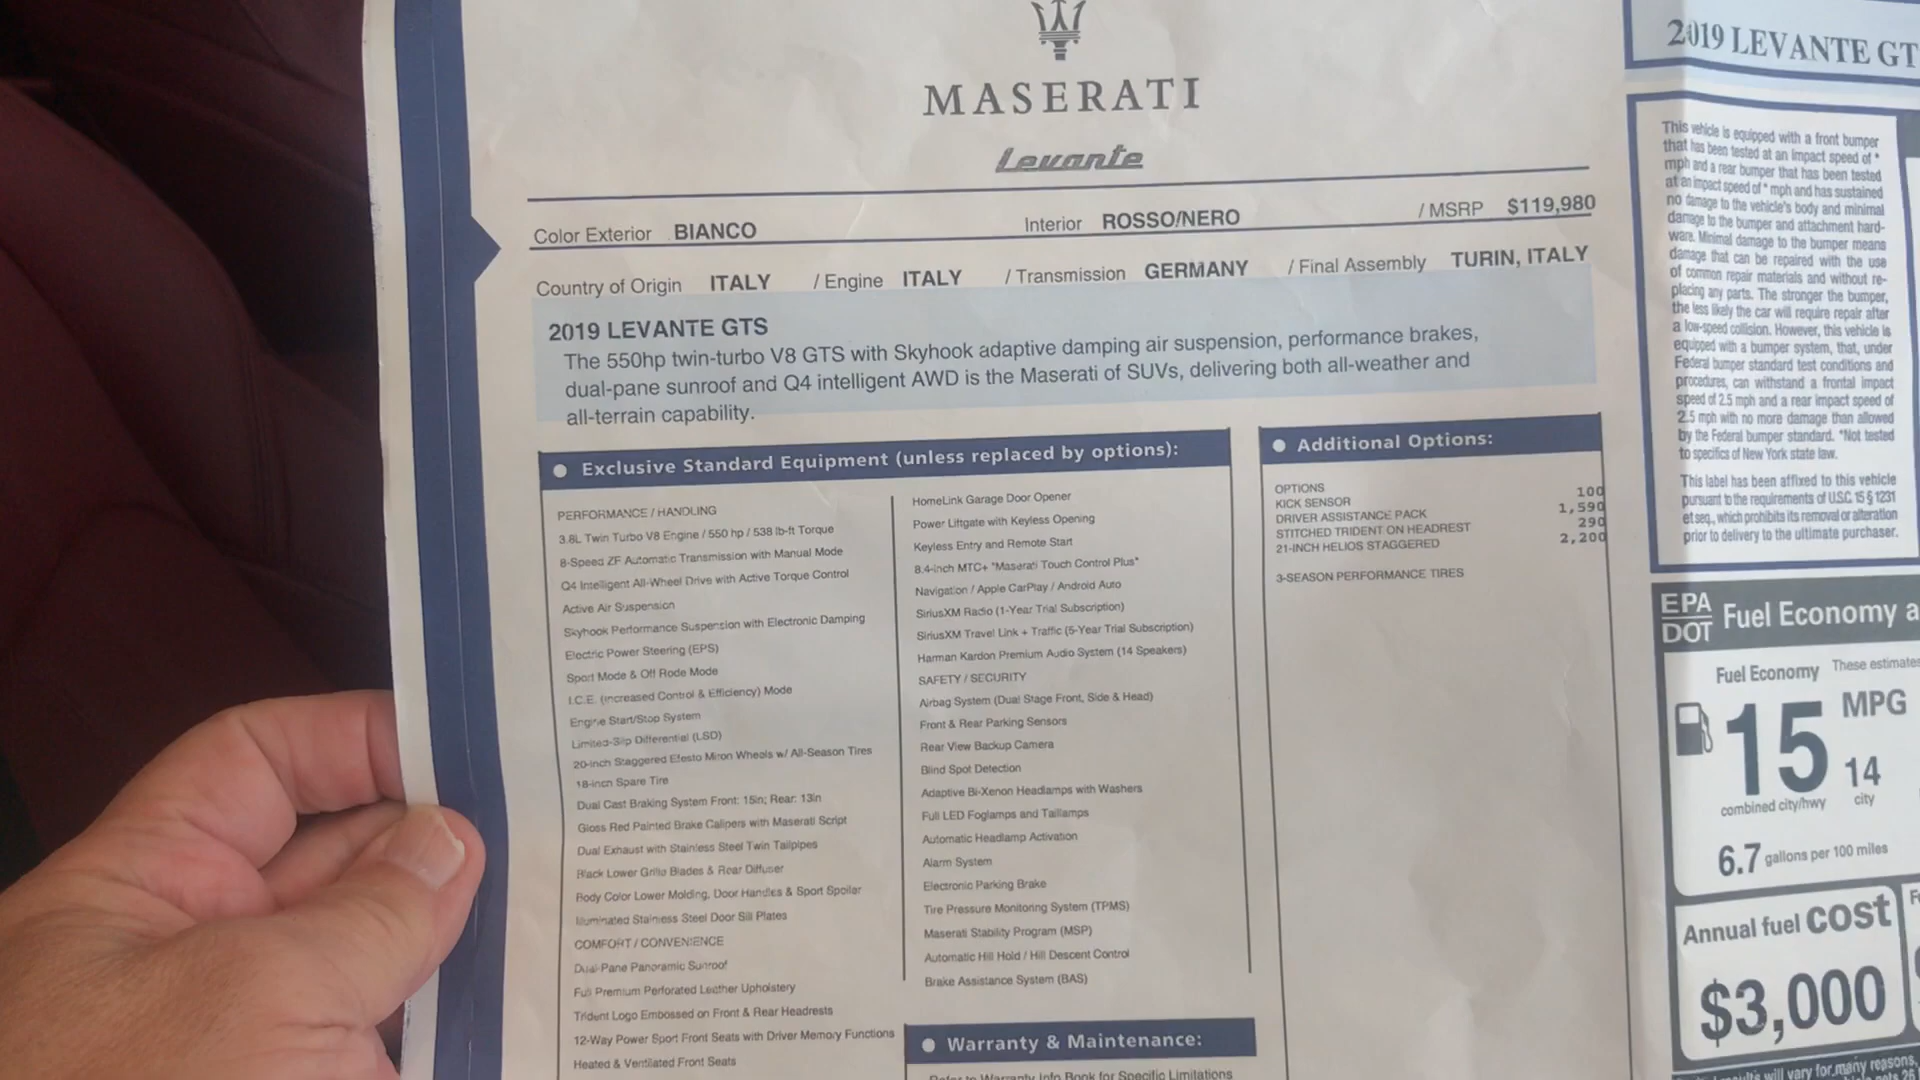 MASERATI
Levante
Color Exterior BIANCO Interior ROSSO/NERO / MSRP $119,980
Country of Origin ITALY / Engine ITALY / Transmission GERMANY / Final Assembly TURIN, ITALY
2019 LEVANTE GTS
The 550hp twin-turbo V8 GTS with Skyhook adaptive damping air suspension, performance brakes,
dual-pane sunroof and Q4 intelligent AWD is the Maserati of SUVs, delivering both all-weather and
all-terrain capability.
Exclusive Standard Equipment (unless replaced by options):
PERFORMANCE / HANDLING
3.8L Twin Turbo V8 Engine / 550 hp / 538 lb-ft Torque
8-Speed ZF Automatic Transmission with Manual Mode
Q4 Intelligent All-Wheel Drive with Active Torque Control
Active Air Suspension
Skyhook Performance Suspension with Electronic Damping
Electric Power Steering (EPS)
Sport Mode & Off Rode Mode
I.C.E. (Increased Control & Efficiency) Mode
Engine Start/Stop System
Limited-Slip Differential (LSD)
20-inch Staggered Efesto Miron Wheels w/ All-Season Tires
18-inch Spare Tire
Dual Cast Braking System Front: 15in; Rear: 13in
Gloss Red Painted Brake Calipers with Maserati Script
Dual Exhaust with Stainless Steel Twin Tailpipes
Black Lower Grille Blades & Rear Diffuser
Body Color Lower Molding, Door Handles & Sport Spoiler
Illuminated Stainless Steel Door Sill Plates
COMFORT / CONVENIENCE
Dual-Pane Panoramic Sunroof
Full Premium Perforated Leather Upholstery
Trident Logo Embossed on Front & Rear Headrests
12-Way Power Sport Front Seats with Driver Memory Functions
Heated & Ventilated Front Seats
HomeLink Garage Door Opener
Power Liftgate with Keyless Opening
Keyless Entry and Remote Start
8.4-inch MTC+ "Maserati Touch Control Plus"
Navigation / Apple CarPlay / Android Auto
SiriusXM Radio (1-Year Trial Subscription)
SiriusXM Travel Link + Traffic (5-Year Trial Subscription)
Harman Kardon Premium Audio System (14 Speakers)
SAFETY / SECURITY
Airbag System (Dual Stage Front, Side & Head)
Front & Rear Parking Sensors
Rear View Backup Camera
Blind Spot Detection
Adaptive Bi-Xenon Headlamps with Washers
Full LED Foglamps and Taillamps
Automatic Headlamp Activation
Alarm System
Electronic Parking Brake
Tire Pressure Monitoring System (TPMS)
Maserati Stability Program (MSP)
Automatic Hill Hold / Hill Descent Control
Brake Assistance System (BAS)
Warranty & Maintenance:
Refer to Warranty Info Book for Specific Limitations
Additional Options:
OPTIONS
KICK SENSOR 100
DRIVER ASSISTANCE PACK 1,590
STITCHED TRIDENT ON HEADREST 290
21-INCH HELIOS STAGGERED 2,200
3-SEASON PERFORMANCE TIRES
2019 LEVANTE GT
This vehicle is equipped with a front bumper
that has been tested at an impact speed of *
mph and a rear bumper that has been tested
at an impact speed of * mph and has sustained
no damage to the vehicle's body and minimal
damage to the bumper and attachment hard-
ware. Minimal damage to the bumper means
damage that can be repaired with the use
of common repair materials and without re-
placing any parts. The stronger the bumper,
the less likely the car will require repair after
a low-speed collision. However, this vehicle is
equipped with a bumper system, that, under
Federal bumper standard test conditions and
procedures, can withstand a frontal impact
speed of 2.5 mph and a rear impact speed of
2.5 mph with no more damage than allowed
by the Federal bumper standard. *Not tested
to specifics of New York state law.
This label has been affixed to this vehicle
pursuant to the requirements of U.S.C. 15 § 1231
et seq., which prohibits its removal or alteration
prior to delivery to the ultimate purchaser.
EPA
DOT
Fuel Economy a
Fuel Economy These estimates
15 MPG
14
combined city/hwy city
6.7 gallons per 100 miles
Annual fuel COST
$3,000
will vary for many reasons,